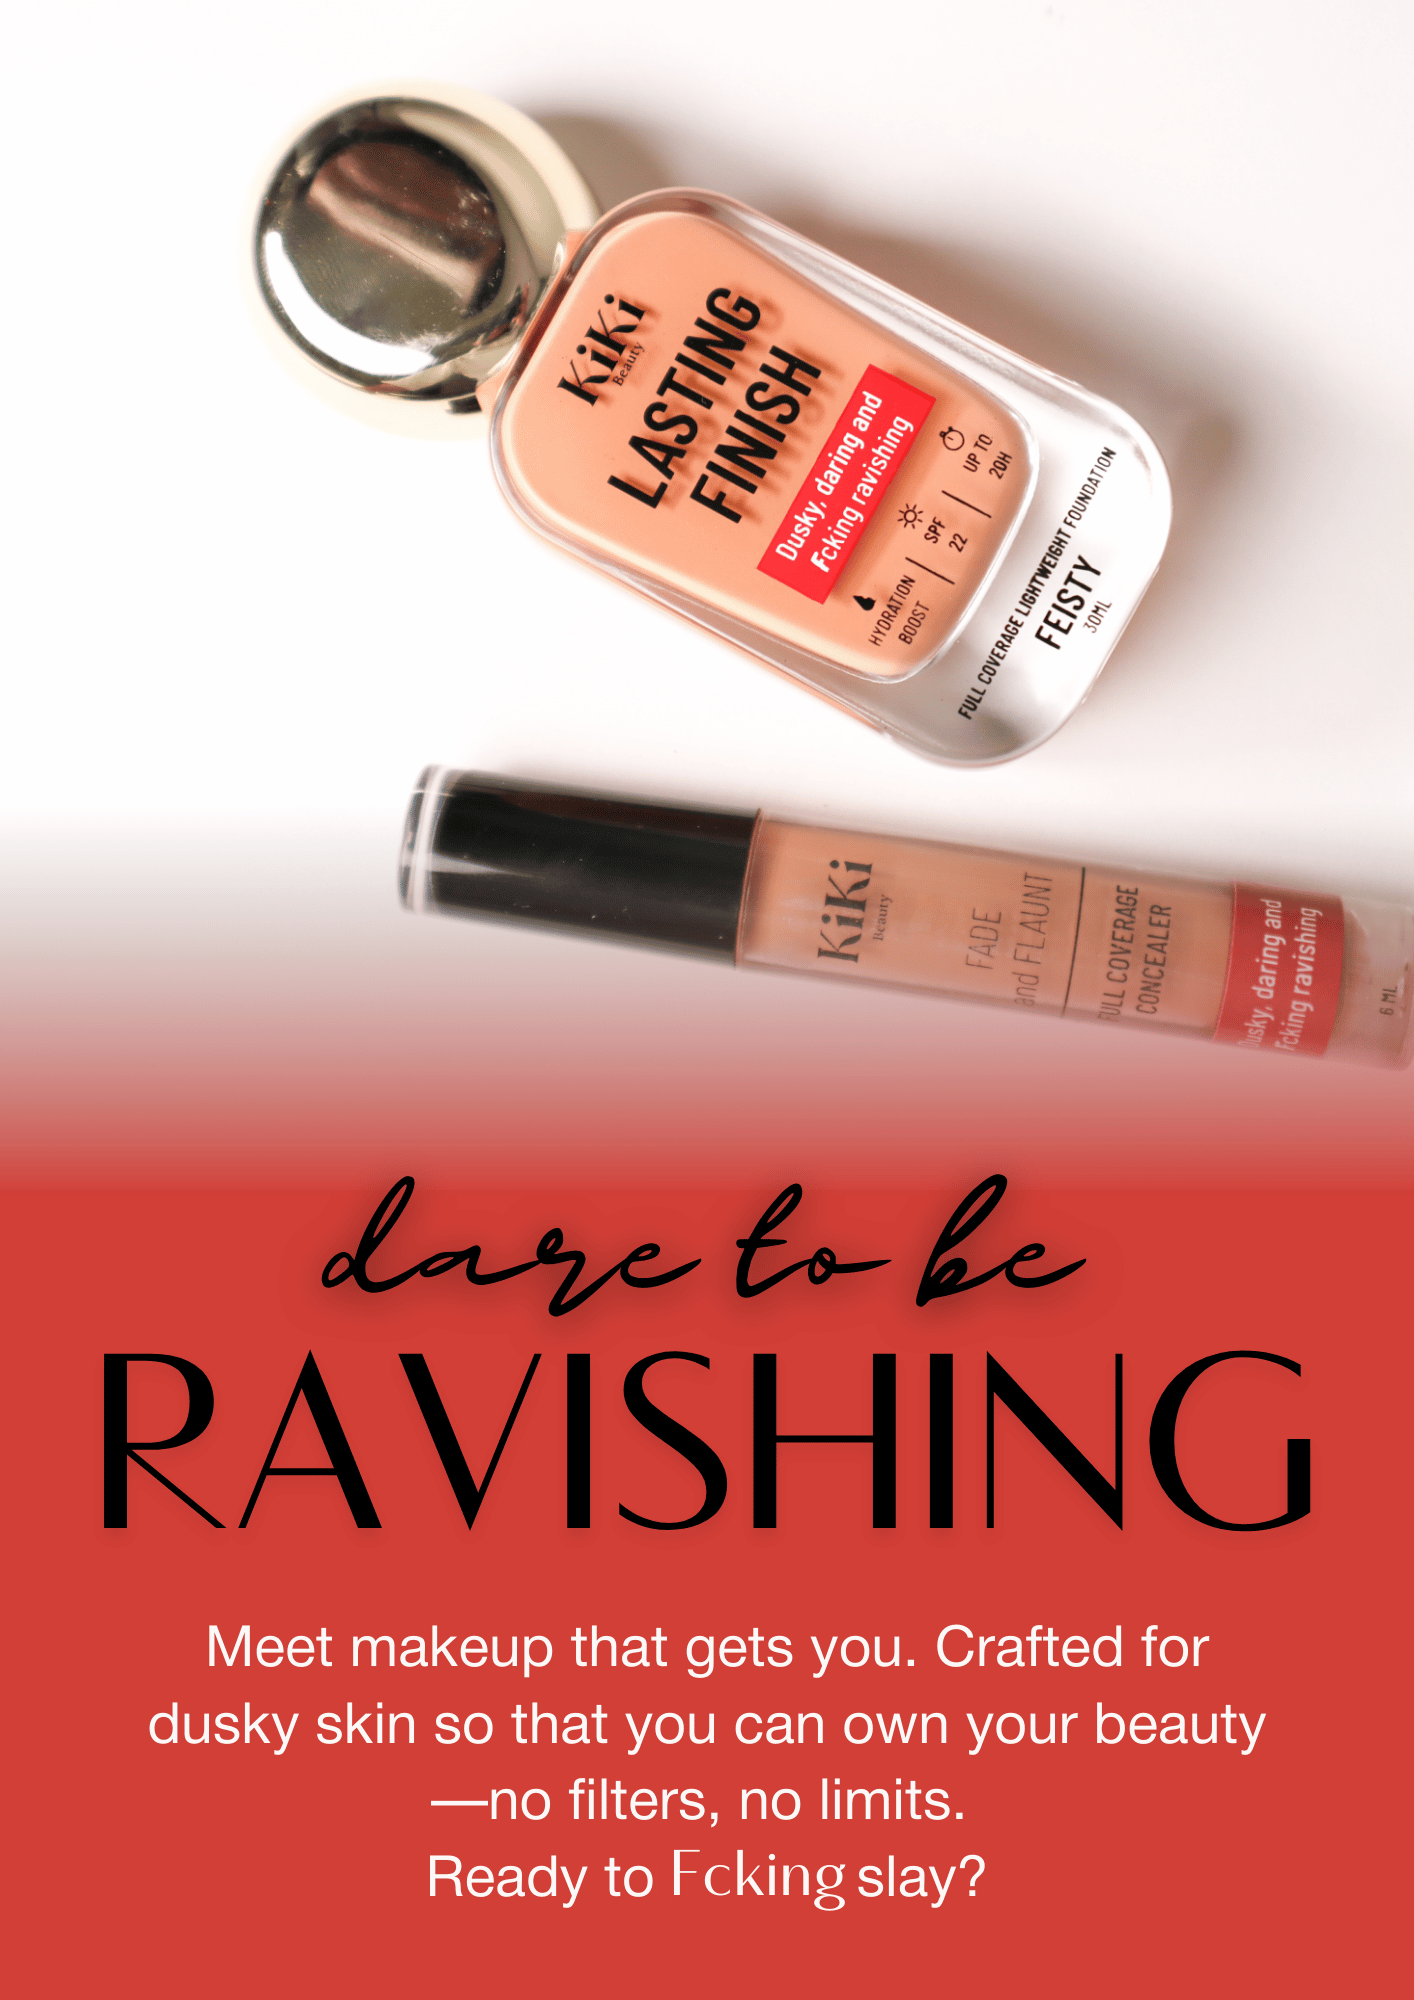 KiKi
Beauty
LASTING
FINISH
Dusky, daring and
Fcking ravishing
HYDRATION
BOOST
SPF
22
UP TO
20H
FULL COVERAGE LIGHTWEIGHT FOUNDATION
FEISTY
30ML
KiKi
Beauty
FADE
and FLAUNT
FULL COVERAGE
CONCEALER
Dusky, daring and
Fcking ravishing
6 ML
dare to be
RAVISHING
Meet makeup that gets you. Crafted for
dusky skin so that you can own your beauty
—no filters, no limits.
Ready to Fcking slay?